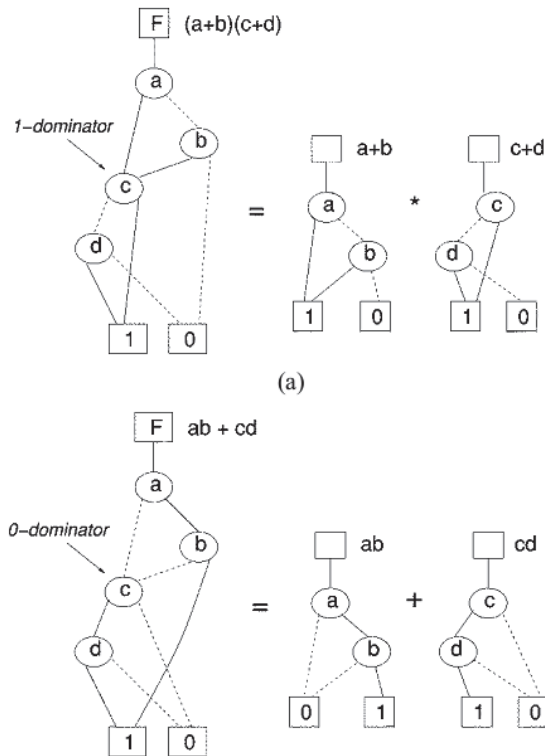 F (a+b)(c+d)
a
1-dominator
b
a+b c+d
c
= a * c
d
b d
1 0 1 0 1 0
(a)
F ab + cd
a
0-dominator
b
ab cd
c
= a + c
d
b d
1 0 0 1 1 0